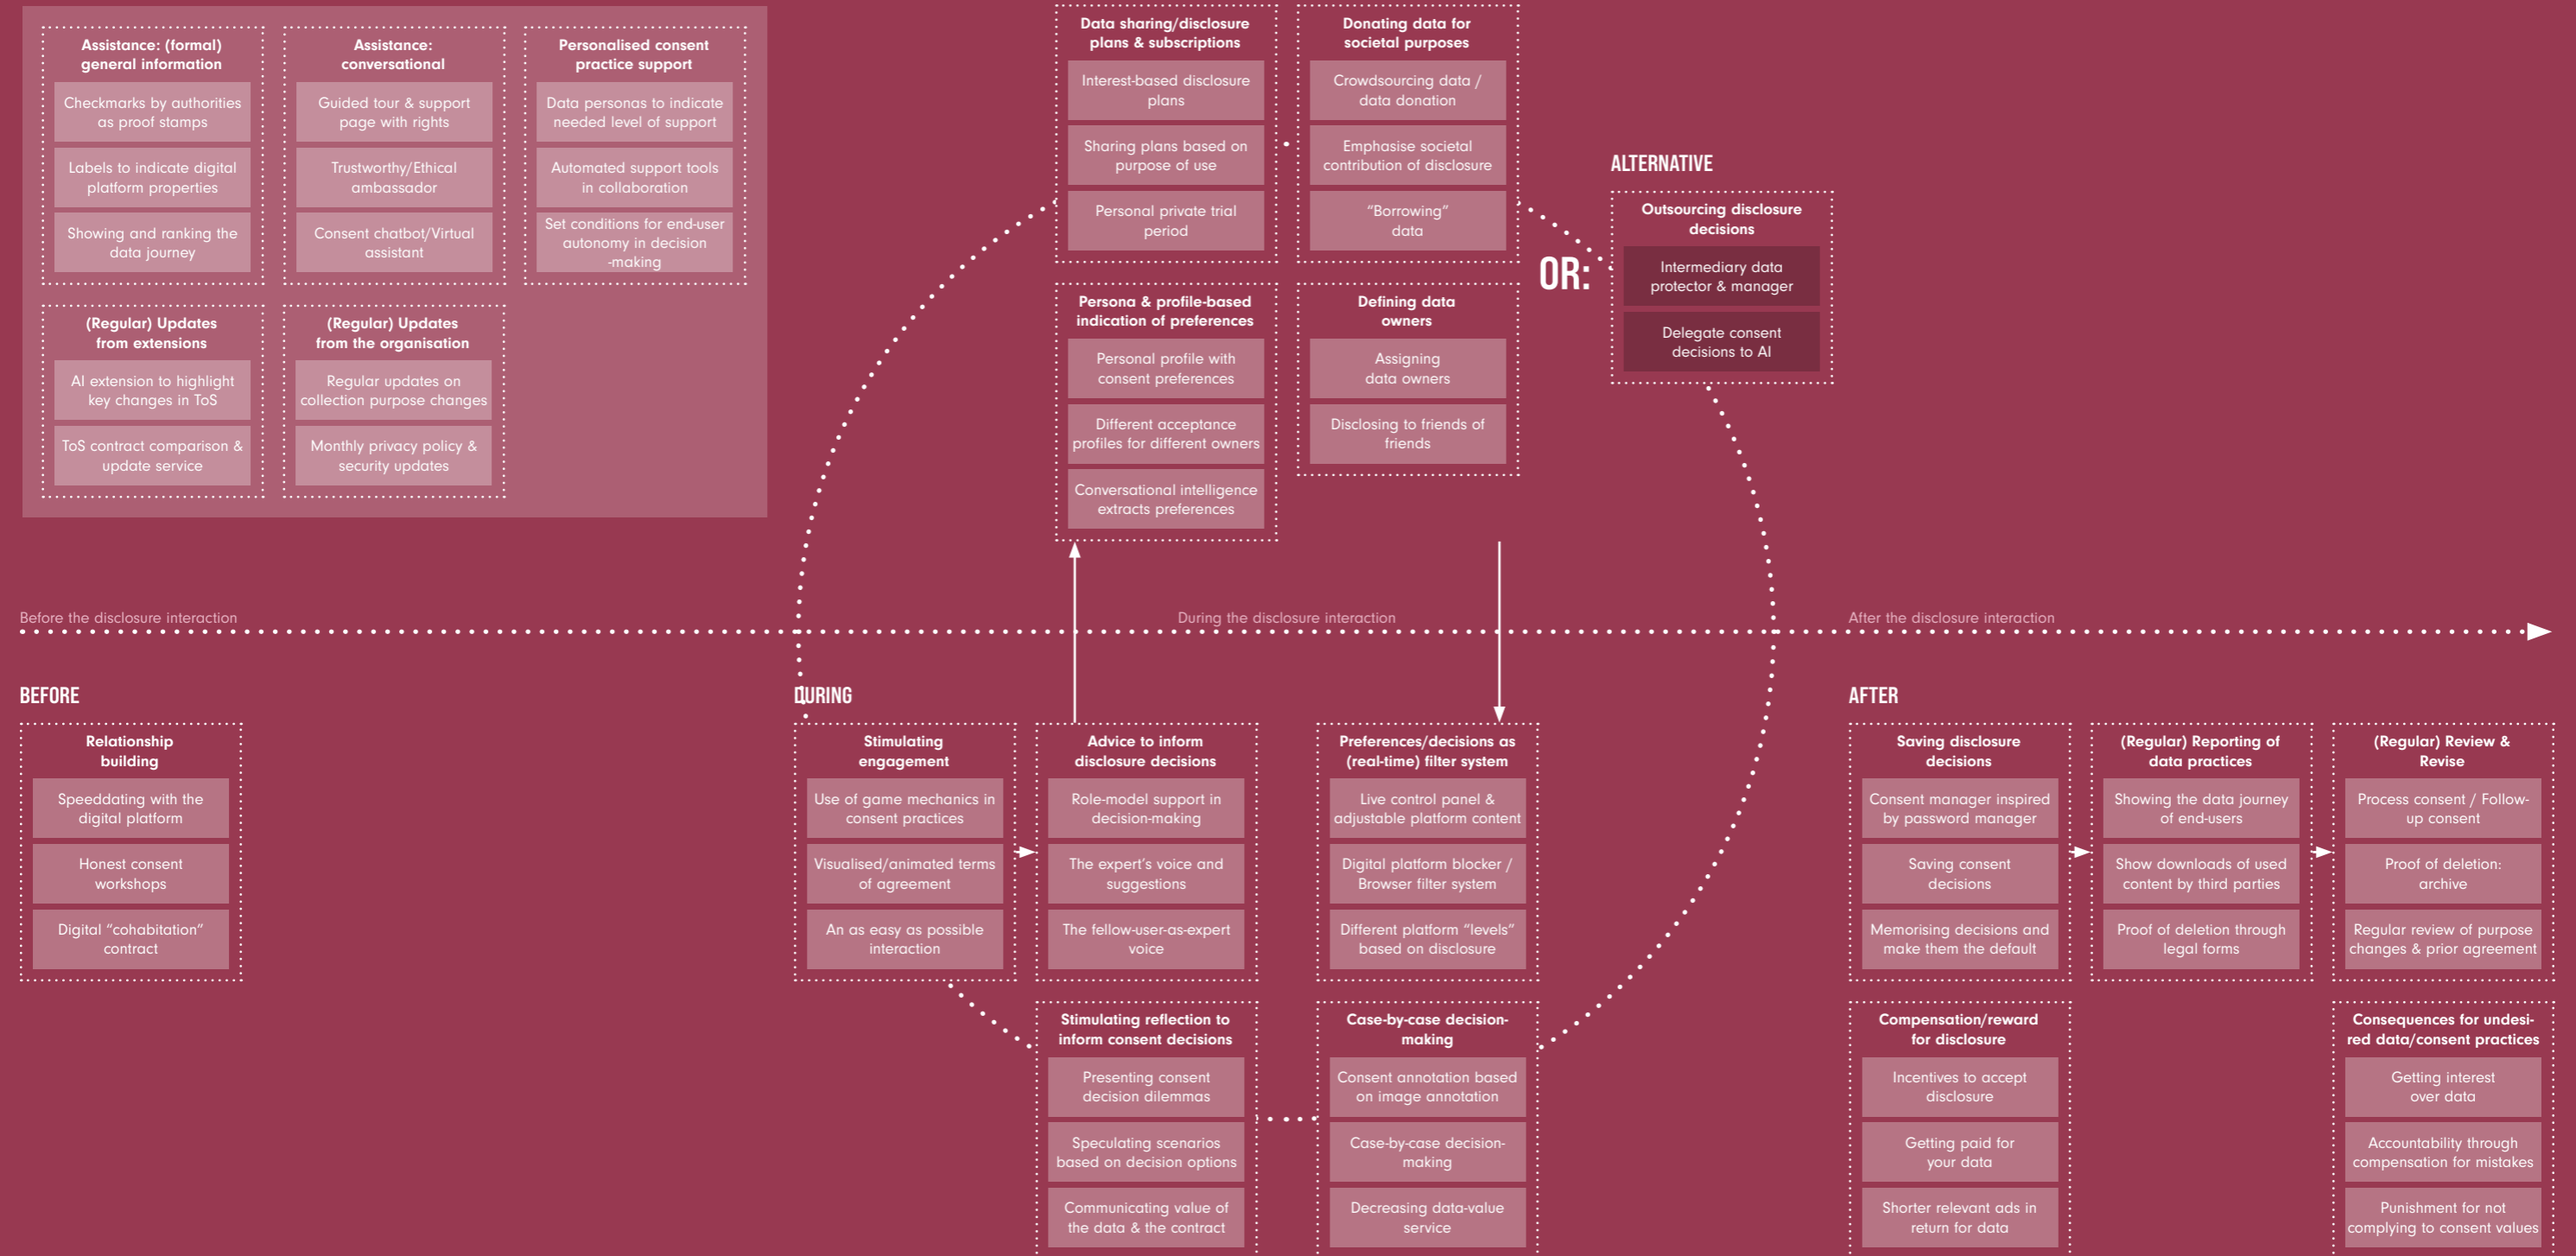 Assistance: (formal)
general information
Checkmarks by authorities
as proof stamps
Labels to indicate digital
platform properties
Showing and ranking the
data journey
Assistance:
conversational
Guided tour & support
page with rights
Trustworthy/Ethical
ambassador
Consent chatbot/Virtual
assistant
Personalised consent
practice support
Data personas to indicate
needed level of support
Automated support tools
in collaboration
Set conditions for end-user
autonomy in decision
-making
(Regular) Updates
from extensions
AI extension to highlight
key changes in ToS
ToS contract comparison &
update service
(Regular) Updates
from the organisation
Regular updates on
collection purpose changes
Monthly privacy policy &
security updates
Data sharing/disclosure
plans & subscriptions
Interest-based disclosure
plans
Sharing plans based on
purpose of use
Personal private trial
period
Donating data for
societal purposes
Crowdsourcing data /
data donation
Emphasise societal
contribution of disclosure
“Borrowing”
data
Persona & profile-based
indication of preferences
Personal profile with
consent preferences
Different acceptance
profiles for different owners
Conversational intelligence
extracts preferences
Defining data
owners
Assigning
data owners
Disclosing to friends of
friends
OR:
ALTERNATIVE
Outsourcing disclosure
decisions
Intermediary data
protector & manager
Delegate consent
decisions to AI
Before the disclosure interaction
During the disclosure interaction
After the disclosure interaction
BEFORE
Relationship
building
Speeddating with the
digital platform
Honest consent
workshops
Digital “cohabitation”
contract
DURING
Stimulating
engagement
Use of game mechanics in
consent practices
Visualised/animated terms
of agreement
An as easy as possible
interaction
Advice to inform
disclosure decisions
Role-model support in
decision-making
The expert’s voice and
suggestions
The fellow-user-as-expert
voice
Preferences/decisions as
(real-time) filter system
Live control panel &
adjustable platform content
Digital platform blocker /
Browser filter system
Different platform “levels”
based on disclosure
Stimulating reflection to
inform consent decisions
Presenting consent
decision dilemmas
Speculating scenarios
based on decision options
Communicating value of
the data & the contract
Case-by-case decision-
making
Consent annotation based
on image annotation
Case-by-case decision-
making
Decreasing data-value
service
AFTER
Saving disclosure
decisions
Consent manager inspired
by password manager
Saving consent
decisions
Memorising decisions and
make them the default
(Regular) Reporting of
data practices
Showing the data journey
of end-users
Show downloads of used
content by third parties
Proof of deletion through
legal forms
(Regular) Review &
Revise
Process consent / Follow-
up consent
Proof of deletion:
archive
Regular review of purpose
changes & prior agreement
Compensation/reward
for disclosure
Incentives to accept
disclosure
Getting paid for
your data
Shorter relevant ads in
return for data
Consequences for undesi-
red data/consent practices
Getting interest
over data
Accountability through
compensation for mistakes
Punishment for not
complying to consent values